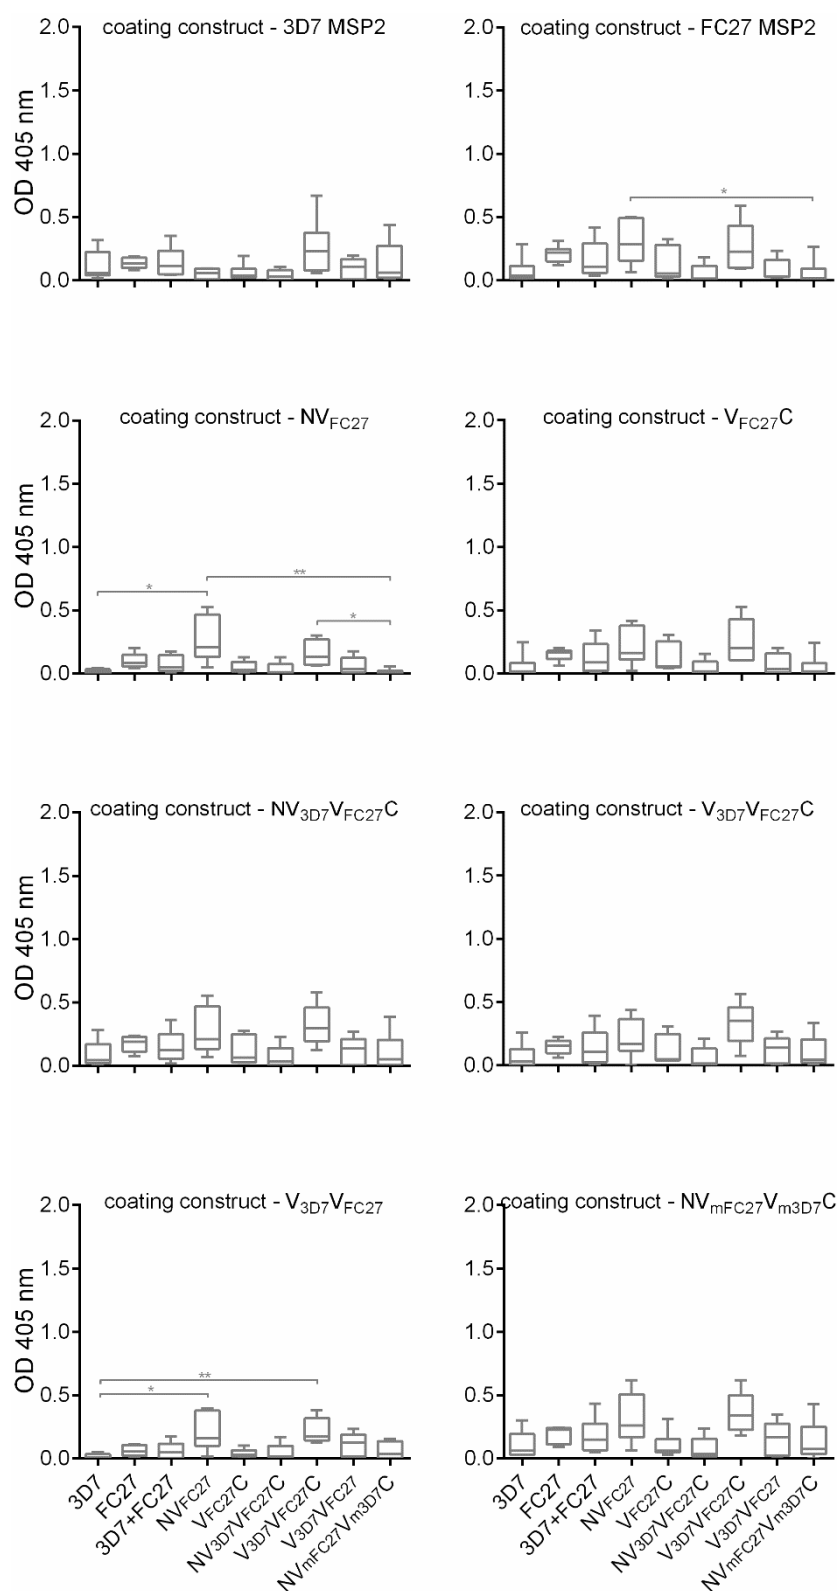 coating construct - 3D7 MSP2
OD 405 nm
2.0
1.5
1.0
0.5
0.0
coating construct - FC27 MSP2
2.0
1.5
1.0
0.5
0.0
*
coating construct - NVFC27
OD 405 nm
2.0
1.5
1.0
0.5
0.0
*
**
*
coating construct - VFC27C
2.0
1.5
1.0
0.5
0.0
coating construct - NV3D7VFC27C
OD 405 nm
2.0
1.5
1.0
0.5
0.0
coating construct - V3D7VFC27C
2.0
1.5
1.0
0.5
0.0
coating construct - V3D7VFC27
OD 405 nm
2.0
1.5
1.0
0.5
0.0
**
*
3D7
FC27
3D7+FC27
NVFC27
VFC27C
NV3D7VFC27C
V3D7VFC27C
V3D7VFC27
NVmFC27Vm3D7C
coating construct - NVmFC27Vm3D7C
2.0
1.5
1.0
0.5
0.0
3D7
FC27
3D7+FC27
NVFC27
VFC27C
NV3D7VFC27C
V3D7VFC27C
V3D7VFC27
NVmFC27Vm3D7C